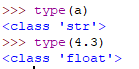 >>> type(a)
<class 'str'>
>>> type(4.3)
<class 'float'>